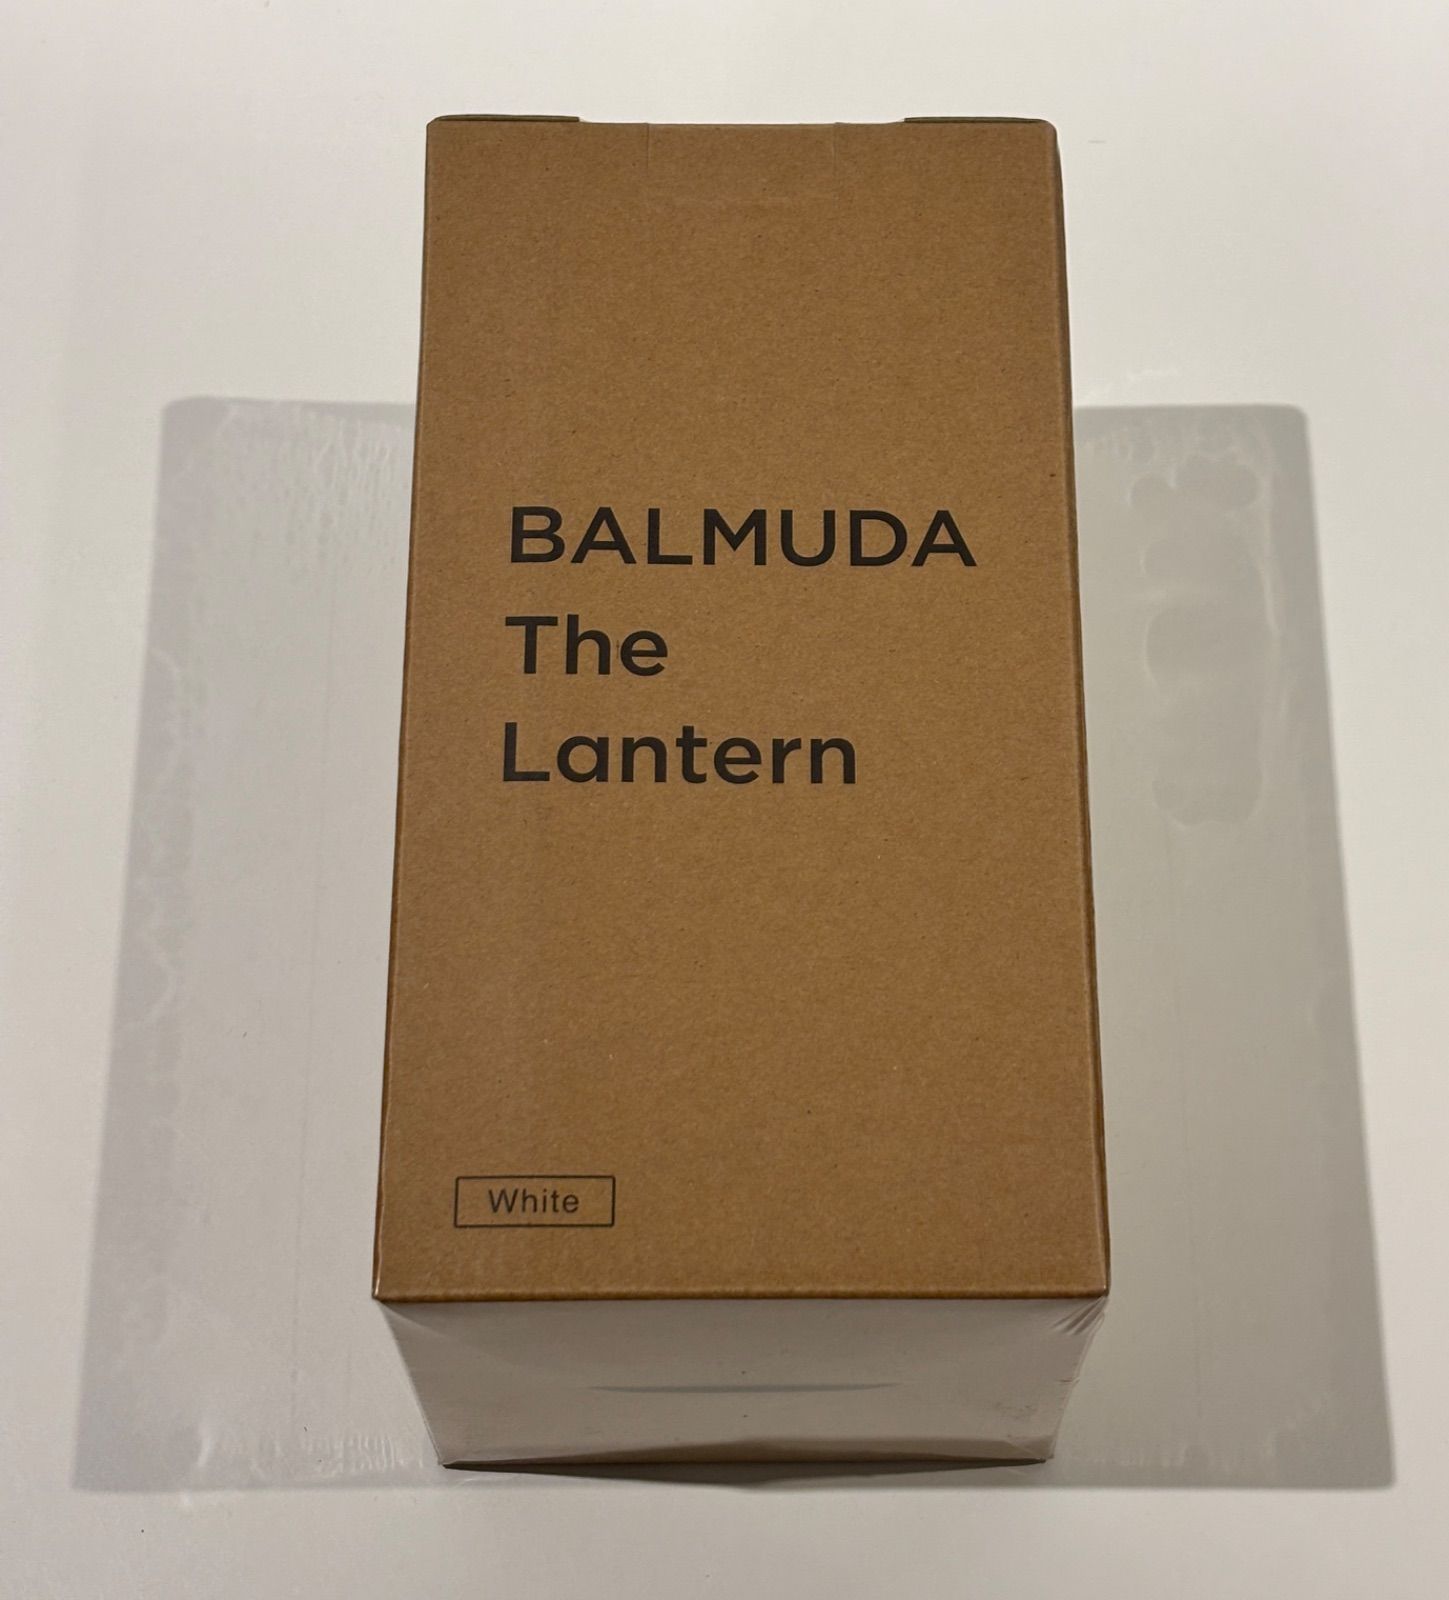 BALMUDA
The
Lantern
White